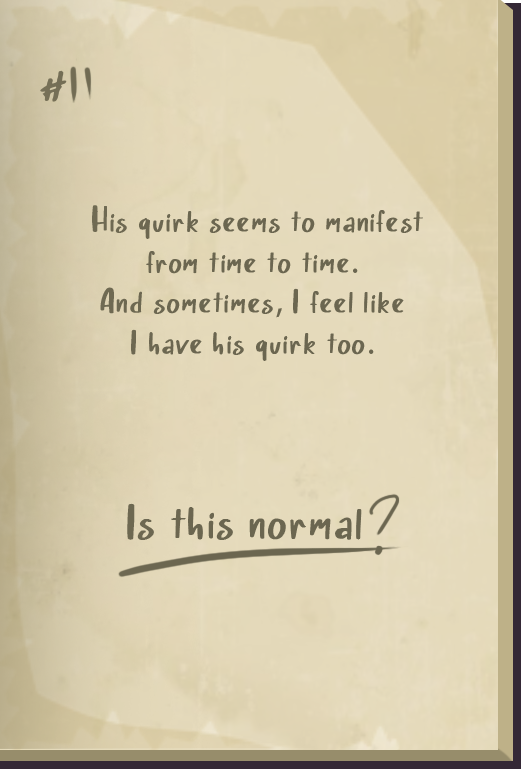 #11
His quirk seems to manifest
from time to time.
And sometimes, I feel like
I have his quirk too.
Is this normal?